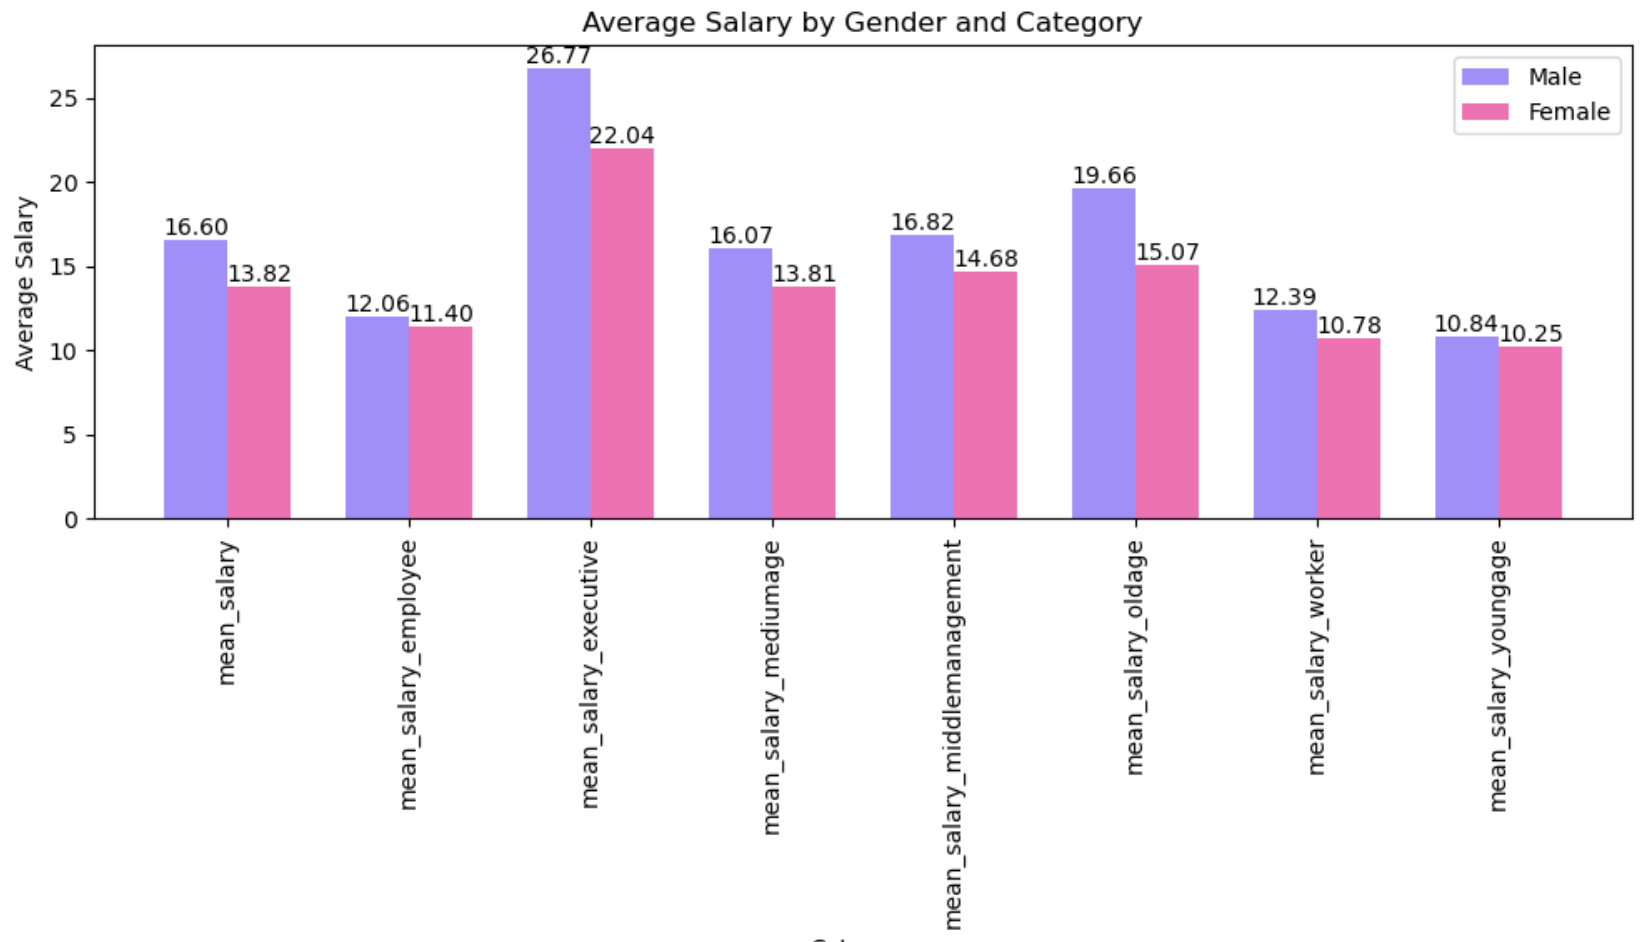 Average Salary by Gender and Category
Male
Female
Average Salary
25
20
15
10
5
0
16.60
13.82
12.06
11.40
26.77
22.04
16.07
13.81
16.82
14.68
19.66
15.07
12.39
10.78
10.84
10.25
mean_salary
mean_salary_employee
mean_salary_executive
mean_salary_mediumage
mean_salary_middlemanagement
mean_salary_oldage
mean_salary_worker
mean_salary_youngage